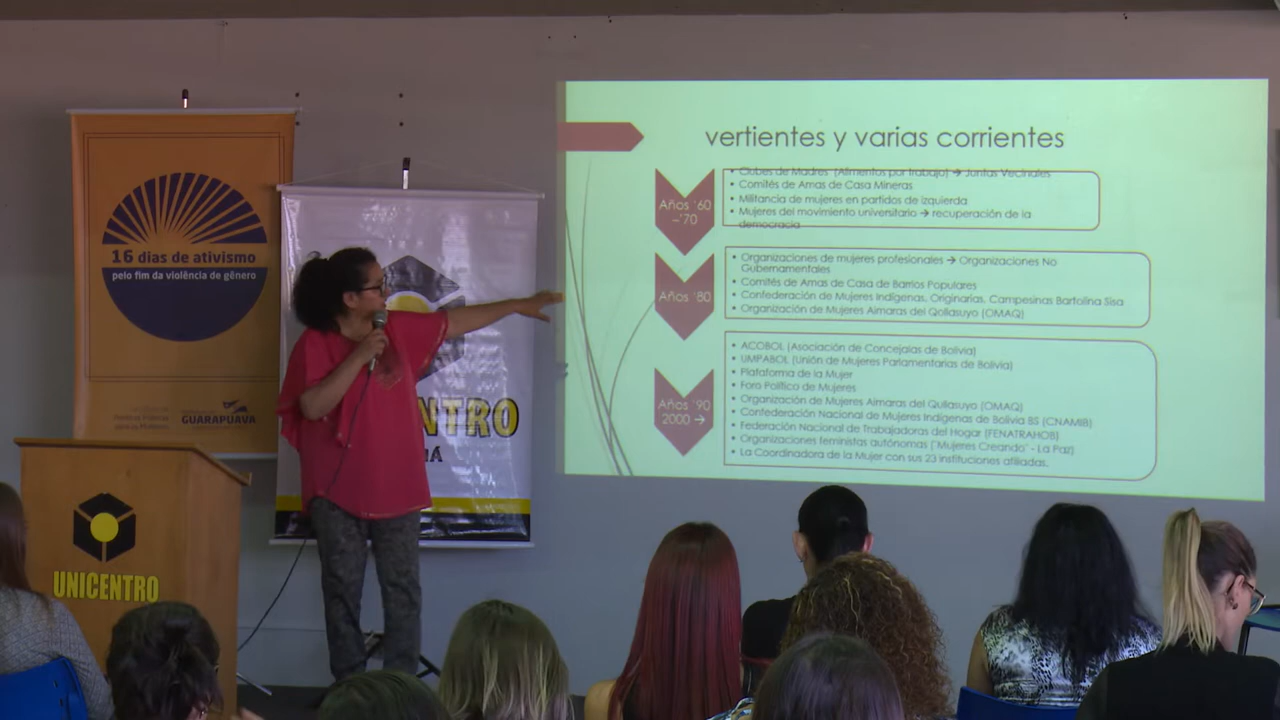 16 dias de ativismo
pelo fim da violência de gênero
GUARAPUAVA
NTRO
UNICENTRO
vertientes y varias corrientes
Años '60
–'70
• Clubes de Madres (Alimentos por trabajo) → Juntas Vecinales
• Comités de Amas de Casa Mineras
• Militancia de mujeres en partidos de izquierda
• Mujeres del movimiento universitario → recuperación de la
democracia
Años '80
• Organizaciones de mujeres profesionales → Organizaciones No
Gubernamentales
• Comités de Amas de Casa de Barrios Populares
• Confederación de Mujeres Indígenas, Originarias, Campesinas Bartolina Sisa
• Organización de Mujeres Aimaras del Qollasuyo (OMAQ)
Años '90
2000 →
• ACOBOL (Asociación de Concejalas de Bolivia)
• UMPABOL (Unión de Mujeres Parlamentarias de Bolivia)
• Plataforma de la Mujer
• Foro Político de Mujeres
• Organización de Mujeres Aimaras del Qullasuyo (OMAQ)
• Confederación Nacional de Mujeres Indígenas de Bolivia BS (CNAMIB)
• Federación Nacional de Trabajadoras del Hogar (FENATRAHOB)
• Organizaciones feministas autónomas ("Mujeres Creando" - La Paz)
• La Coordinadora de la Mujer con sus 23 instituciones afiliadas.